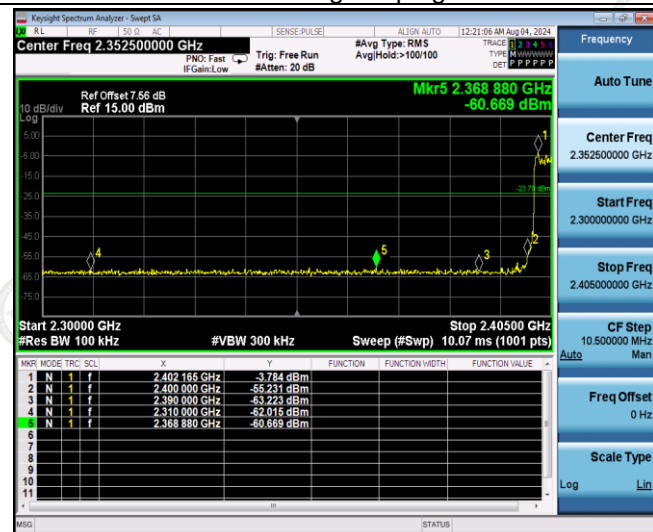 Keysight Spectrum Analyzer - Swept SA
LXI RL RF 50 Ω AC SENSE:PULSE ALIGN AUTO 12:21:06 AM Aug 04, 2024
Center Freq 2.352500000 GHz
PNO: Fast
IFGain:Low
Trig: Free Run
#Atten: 20 dB
#Avg Type: RMS
Avg|Hold:>100/100
TRACE 1 2 3 4 5 6
TYPE M WWWWW
DET P P P P P P
Ref Offset 7.56 dB
Ref 15.00 dBm
10 dB/div
Log
Mkr5 2.368 880 GHz
-60.669 dBm
5.00
-5.00
-15.0
-25.0
-35.0
-45.0
-55.0
-65.0
-75.0
1
-23.70 dBm
2
3
4
5
Start 2.30000 GHz Stop 2.40500 GHz
#Res BW 100 kHz #VBW 300 kHz Sweep (#Swp) 10.07 ms (1001 pts)
MKR MODE TRC SCL X Y FUNCTION FUNCTION WIDTH FUNCTION VALUE
1 N 1 f 2.402 165 GHz -3.784 dBm
2 N 1 f 2.400 000 GHz -55.231 dBm
3 N 1 f 2.390 000 GHz -63.223 dBm
4 N 1 f 2.310 000 GHz -62.015 dBm
5 N 1 f 2.368 880 GHz -60.669 dBm
6
7
8
9
10
11
MSG STATUS
Frequency
Auto Tune
Center Freq
2.352500000 GHz
Start Freq
2.300000000 GHz
Stop Freq
2.405000000 GHz
CF Step
10.500000 MHz
Auto Man
Freq Offset
0 Hz
Scale Type
Log Lin